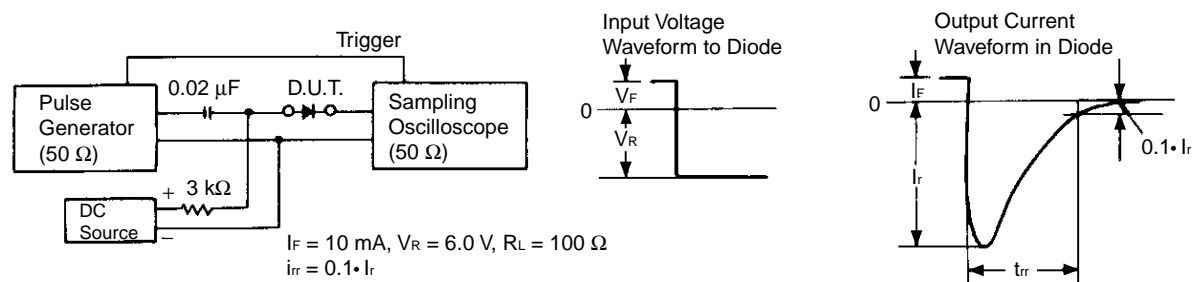 Trigger
0.02 μF
D.U.T.
Pulse
Generator
(50 Ω)
Sampling
Oscilloscope
(50 Ω)
+
3 kΩ
DC
Source
−
IF = 10 mA, VR = 6.0 V, RL = 100 Ω
irr = 0.1• Ir
Input Voltage
Waveform to Diode
VF
0
VR
Output Current
Waveform in Diode
IF
0
Ir
0.1• Ir
trr